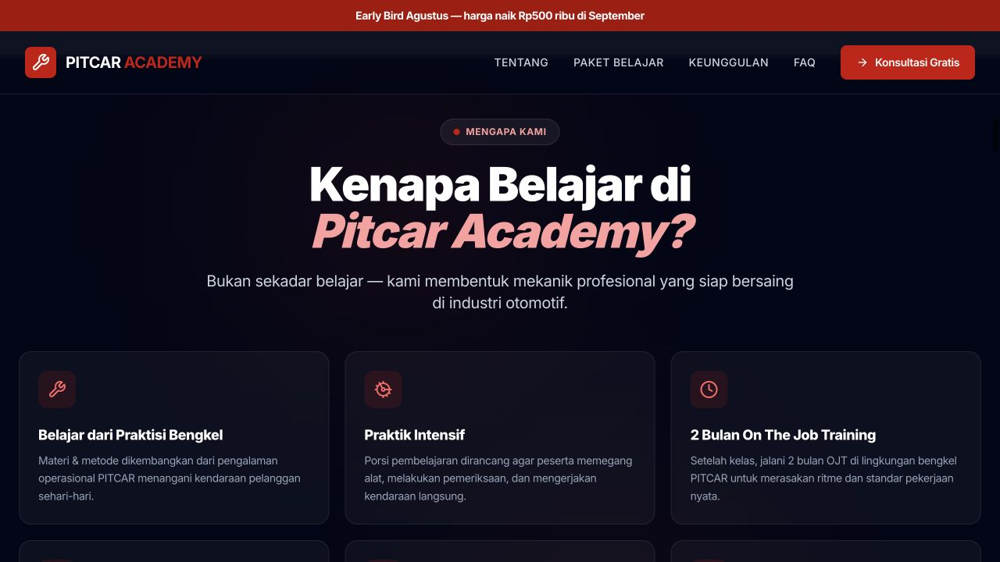 Early Bird Agustus — harga naik Rp500 ribu di September
PITCAR ACADEMY
TENTANG
PAKET BELAJAR
KEUNGGULAN
FAQ
Konsultasi Gratis
MENGAPA KAMI
Kenapa Belajar di
Pitcar Academy?
Bukan sekadar belajar — kami membentuk mekanik profesional yang siap bersaing
di industri otomotif.
Belajar dari Praktisi Bengkel
Materi & metode dikembangkan dari pengalaman
operasional PITCAR menangani kendaraan pelanggan
sehari-hari.
Praktik Intensif
Porsi pembelajaran dirancang agar peserta memegang
alat, melakukan pemeriksaan, dan mengerjakan
kendaraan langsung.
2 Bulan On The Job Training
Setelah kelas, jalani 2 bulan OJT di lingkungan bengkel
PITCAR untuk merasakan ritme dan standar pekerjaan
nyata.